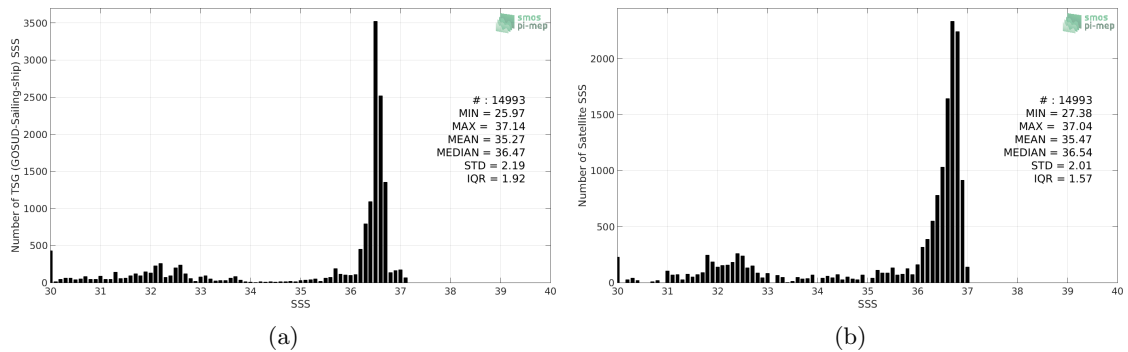 3500
3000
2500
2000
1500
1000
500
0
Number of TSG (GOSUD-Sailing-ship) SSS
smos
pi-mep
# : 14993
MIN = 25.97
MAX = 37.14
MEAN = 35.27
MEDIAN = 36.47
STD = 2.19
IQR = 1.92
30 31 32 33 34 35 36 37 38 39 40
SSS
(a)
2000
1500
1000
500
0
Number of Satellite SSS
smos
pi-mep
# : 14993
MIN = 27.38
MAX = 37.04
MEAN = 35.47
MEDIAN = 36.54
STD = 2.01
IQR = 1.57
30 31 32 33 34 35 36 37 38 39 40
SSS
(b)